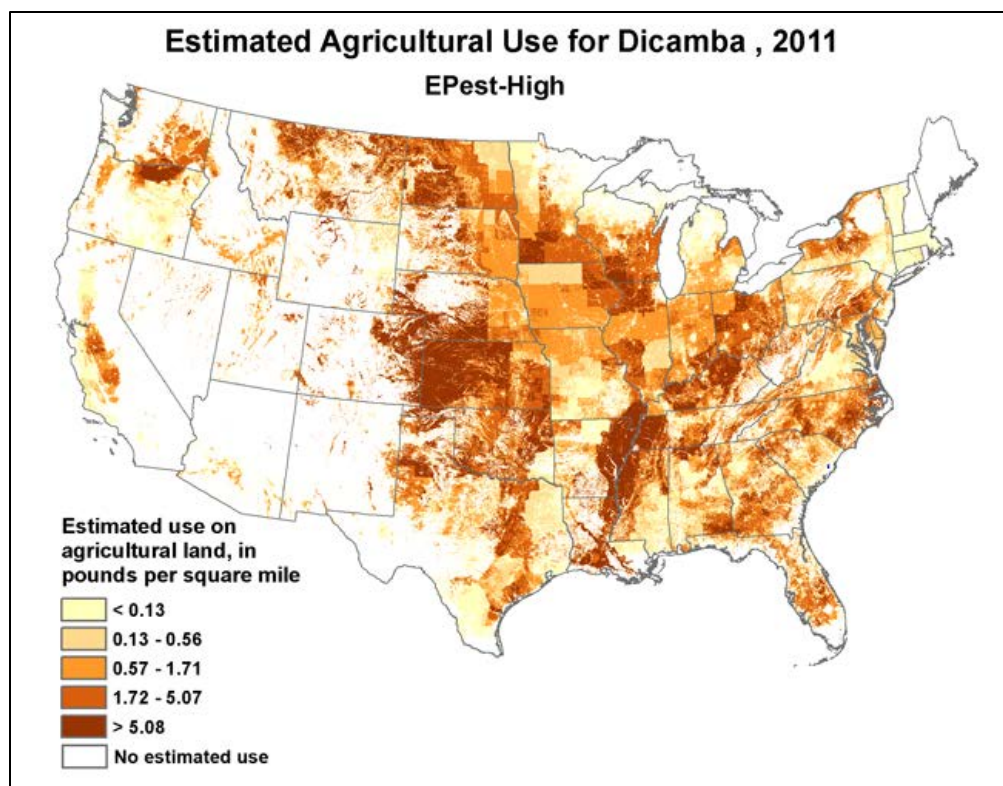 Estimated Agricultural Use for Dicamba , 2011
EPest-High
Estimated use on
agricultural land, in
pounds per square mile
< 0.13
0.13 - 0.56
0.57 - 1.71
1.72 - 5.07
> 5.08
No estimated use